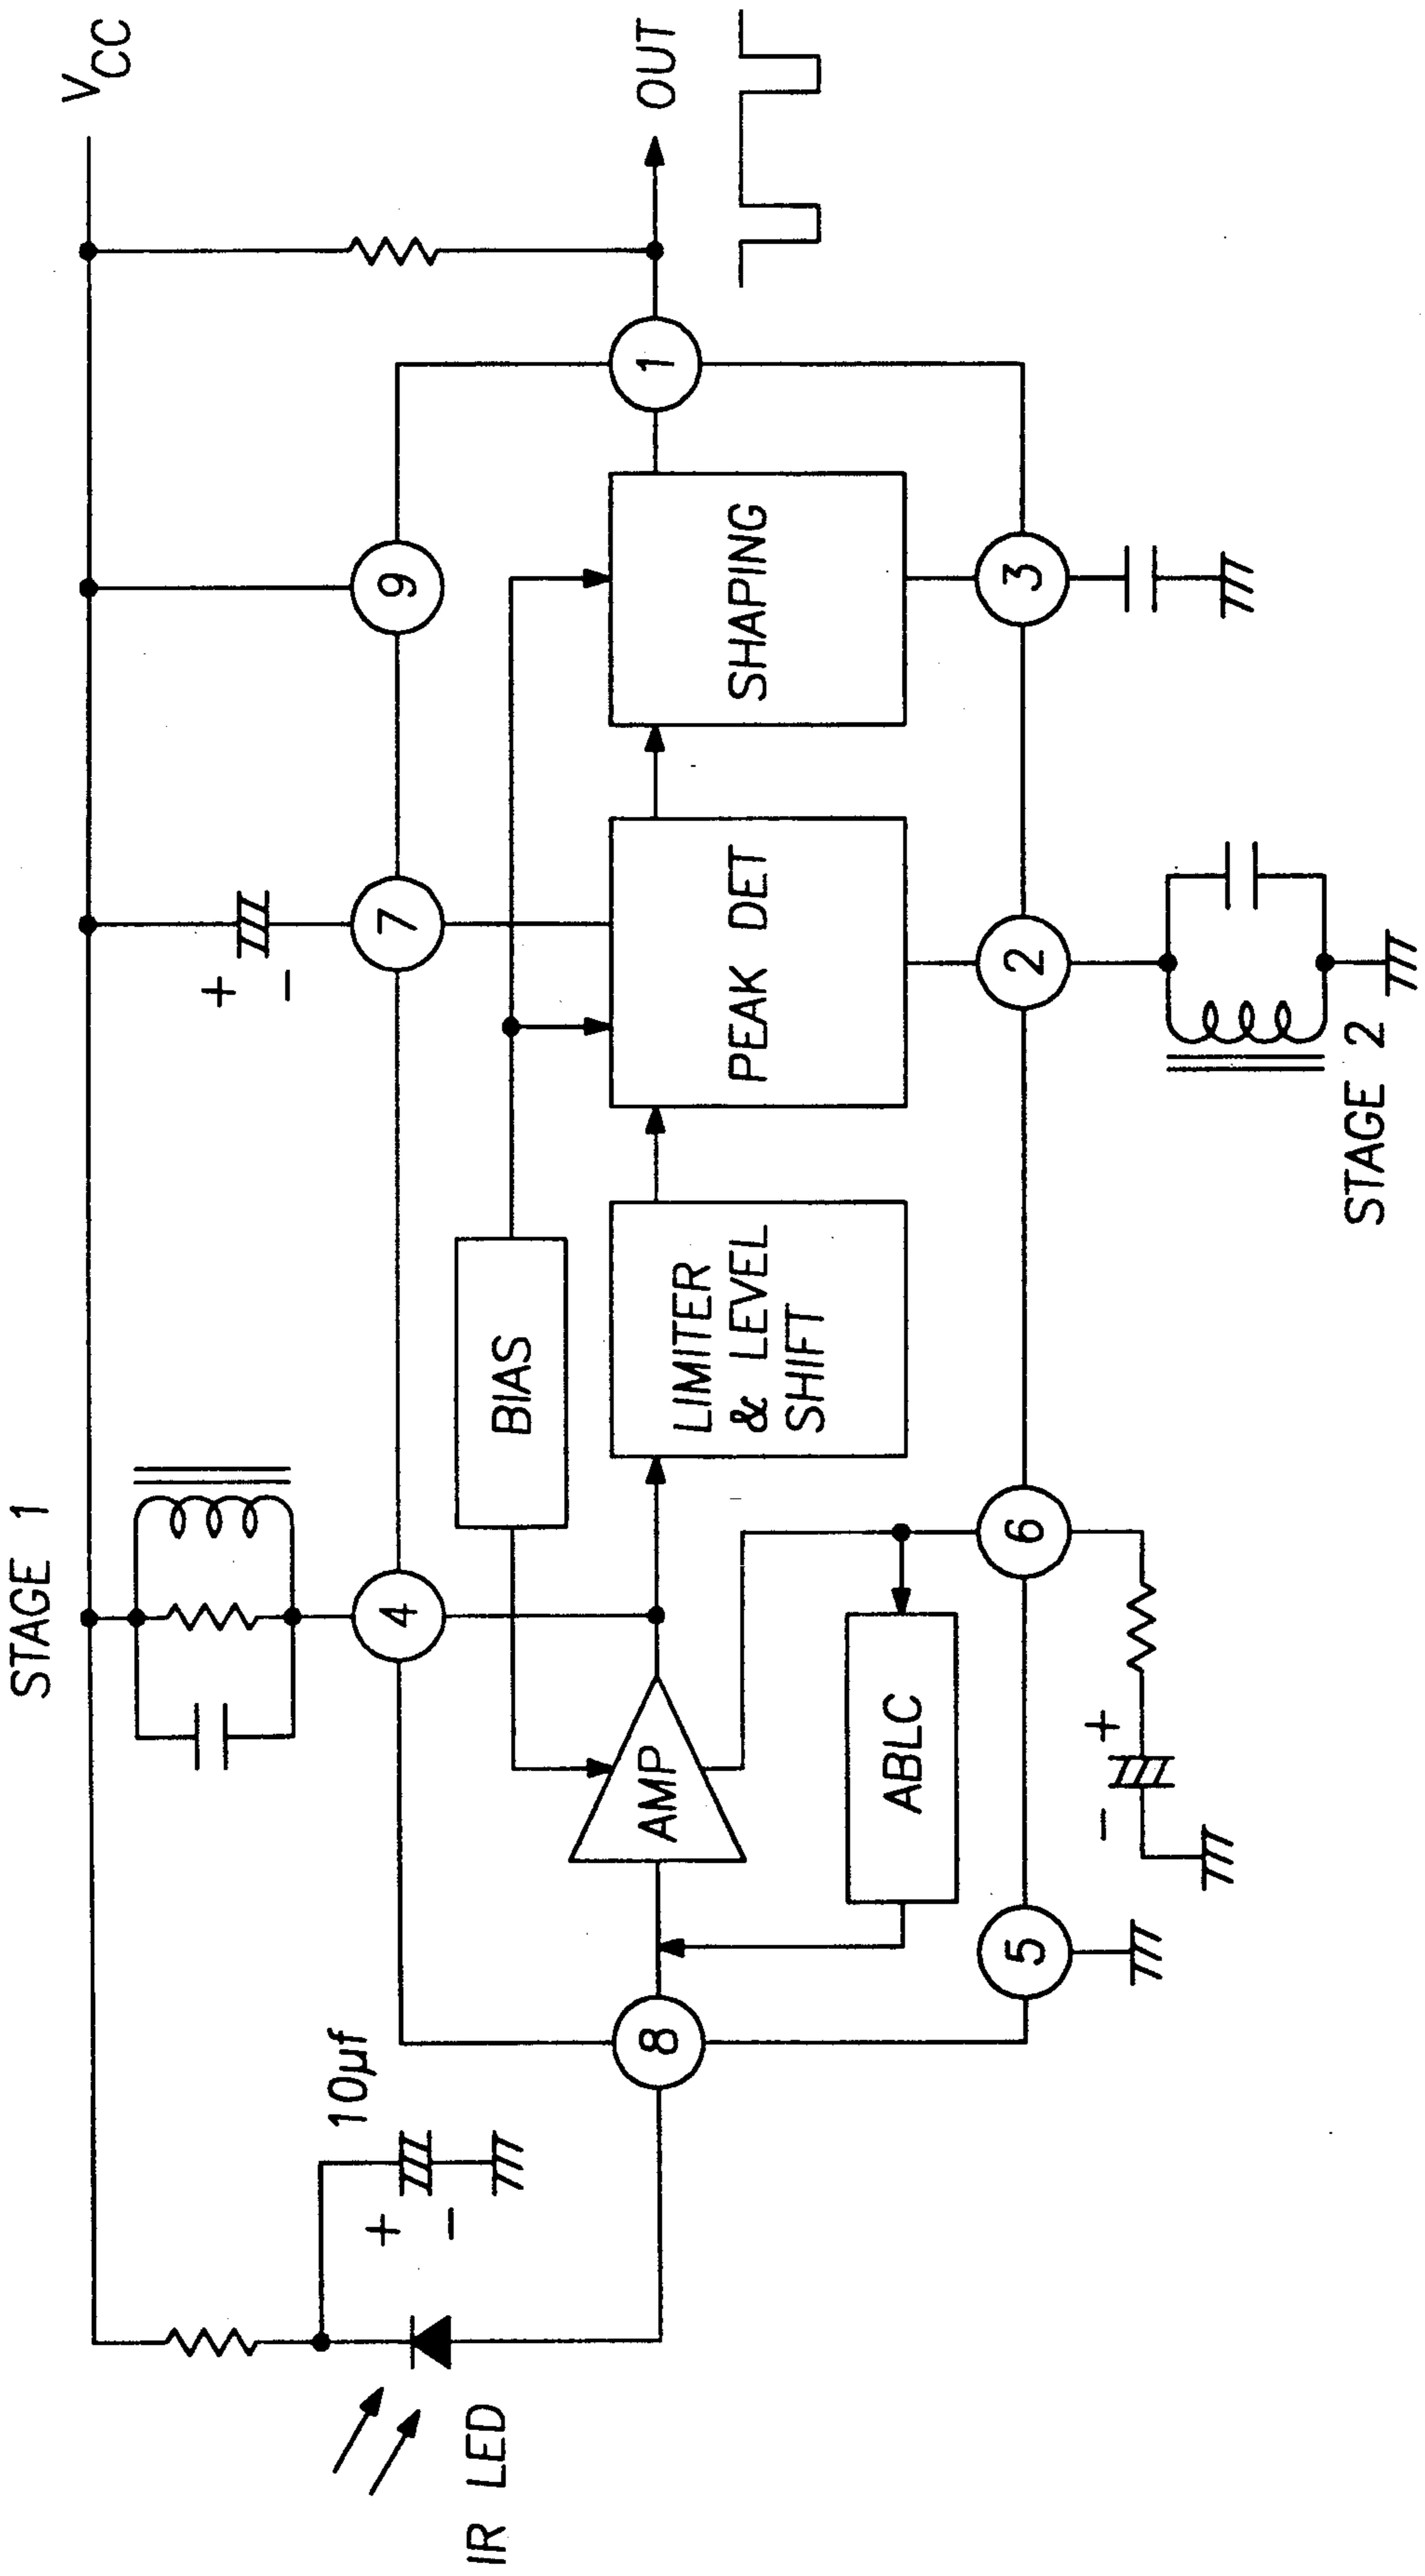 STAGE 1
VCC
10µf
+
−
+
−
IR LED
4
7
9
BIAS
8
AMP
LIMITER
& LEVEL
SHIFT
PEAK DET
SHAPING
1
OUT
ABLC
5
6
2
3
−
+
STAGE 2